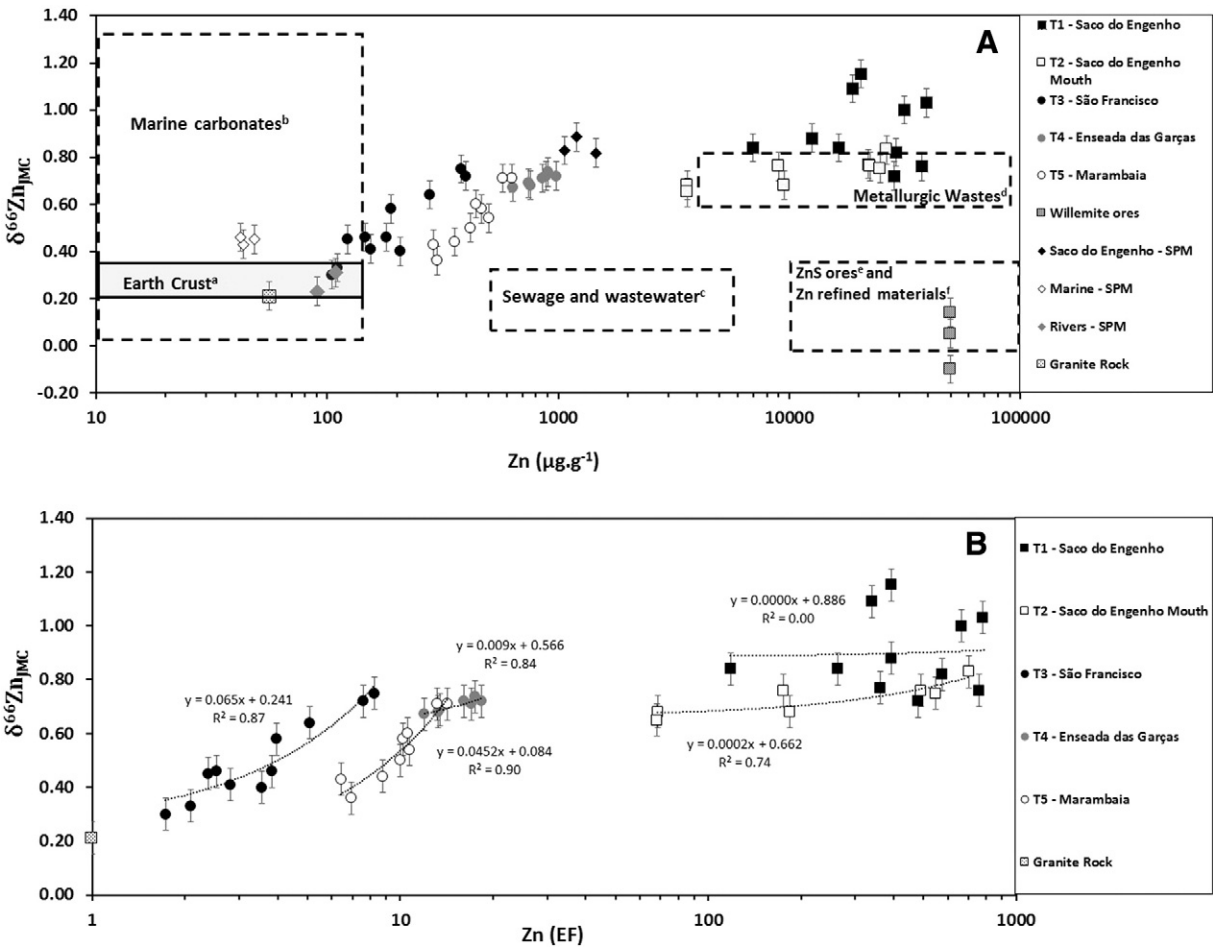 A
1.40
1.20
1.00
0.80
0.60
0.40
0.20
0.00
-0.20
δ⁶⁶Zn_JMC
Marine carbonatesᵇ
Earth Crustᵃ
Sewage and wastewaterᶜ
Metallurgic Wastesᵈ
ZnS oresᵉ and
Zn refined materialsᶠ
10
100
1000
10000
100000
Zn (µg.g⁻¹)
T1 - Saco do Engenho
T2 - Saco do Engenho
Mouth
T3 - São Francisco
T4 - Enseada das Garças
T5 - Marambaia
Willemite ores
Saco do Engenho - SPM
Marine - SPM
Rivers - SPM
Granite Rock
B
1.40
1.20
1.00
0.80
0.60
0.40
0.20
0.00
δ⁶⁶Zn_JMC
y = 0.065x + 0.241
R² = 0.87
y = 0.009x + 0.566
R² = 0.84
y = 0.0452x + 0.084
R² = 0.90
y = 0.0000x + 0.886
R² = 0.00
y = 0.0002x + 0.662
R² = 0.74
1
10
100
1000
Zn (EF)
T1 - Saco do Engenho
T2 - Saco do Engenho Mouth
T3 - São Francisco
T4 - Enseada das Garças
T5 - Marambaia
Granite Rock